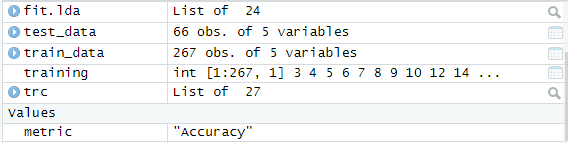 fit.lda List of 24
test_data 66 obs. of 5 variables
train_data 267 obs. of 5 variables
training int [1:267, 1] 3 4 5 6 7 8 9 10 12 14 ...
trc List of 27
Values
metric "Accuracy"